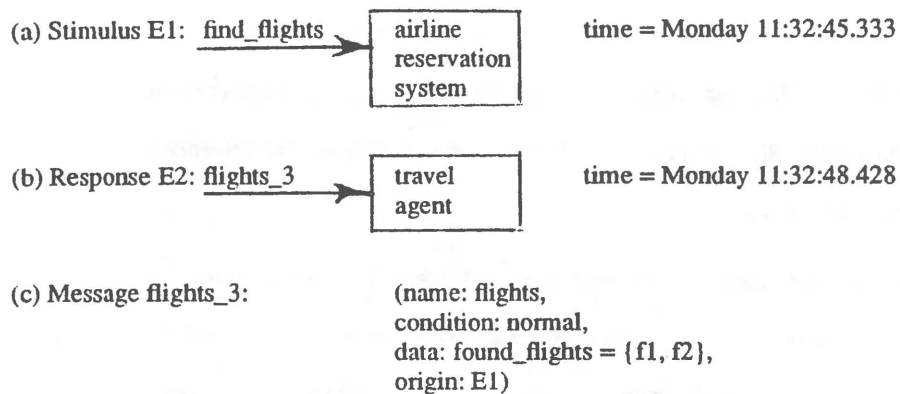 (a) Stimulus E1: find_flights airline time = Monday 11:32:45.333
reservation
system
(b) Response E2: flights_3 travel time = Monday 11:32:48.428
agent
(c) Message flights_3: (name: flights,
condition: normal,
data: found_flights = {f1, f2},
origin: E1)